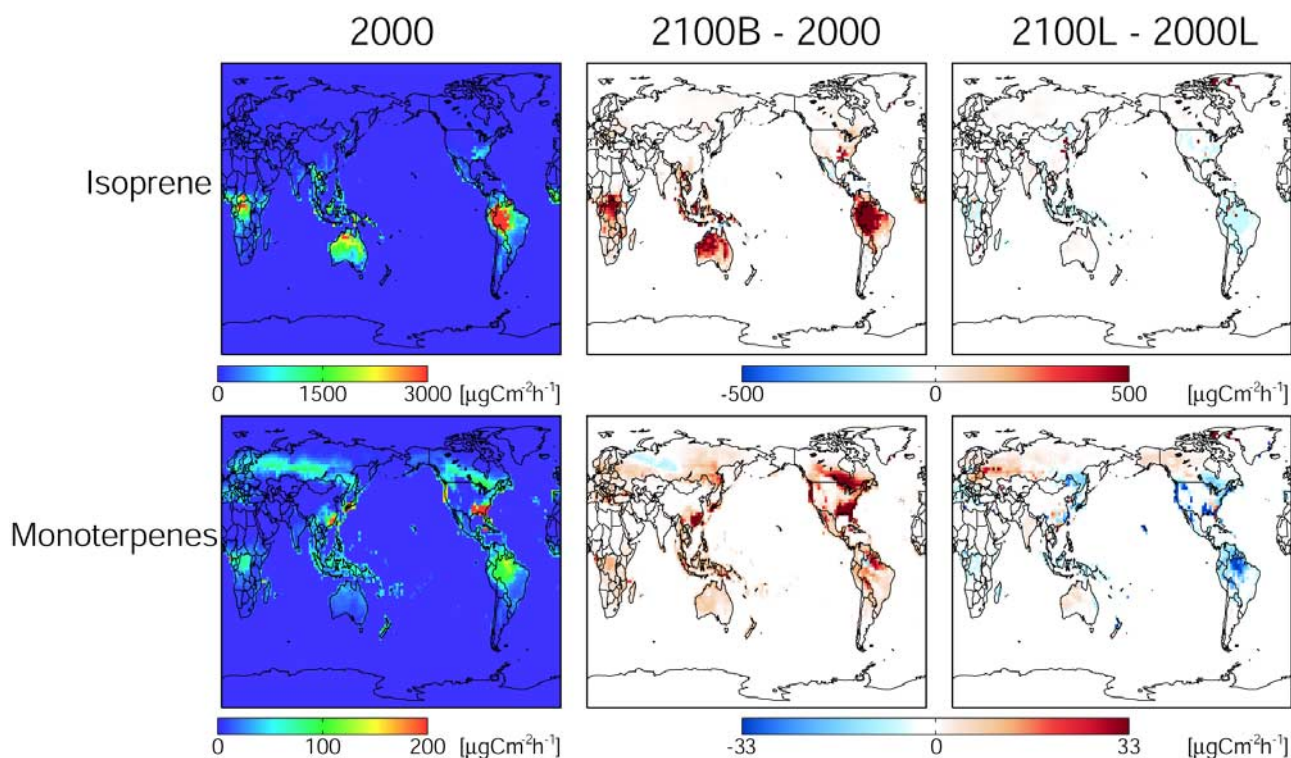 2000 2100B - 2000 2100L - 2000L
Isoprene
0 1500 3000 [µgCm⁻²h⁻¹] -500 0 500 [µgCm⁻²h⁻¹]
Monoterpenes
0 100 200 [µgCm⁻²h⁻¹] -33 0 33 [µgCm⁻²h⁻¹]